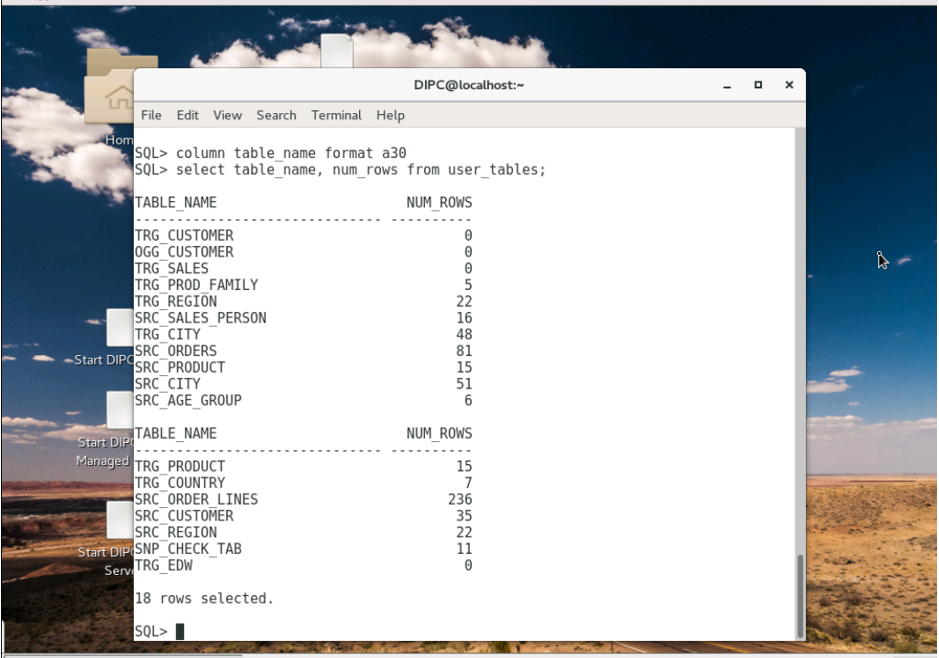 DIPC@localhost:~
File Edit View Search Terminal Help
Hom
SQL> column table_name format a30
SQL> select table_name, num_rows from user_tables;
TABLE_NAME                       NUM_ROWS
------------------------------ ----------
TRG_CUSTOMER                            0
OGG_CUSTOMER                            0
TRG_SALES                               0
TRG_PROD_FAMILY                         5
TRG_REGION                             22
SRC_SALES_PERSON                       16
TRG_CITY                               48
SRC_ORDERS                             81
SRC_PRODUCT                            15
SRC_CITY                               51
SRC_AGE_GROUP                           6
TABLE_NAME                       NUM_ROWS
------------------------------ ----------
TRG_PRODUCT                            15
TRG_COUNTRY                             7
SRC_ORDER_LINES                       236
SRC_CUSTOMER                           35
SRC_REGION                             22
SNP_CHECK_TAB                          11
TRG_EDW                                 0
18 rows selected.
SQL>
Start DIPC
Start DIP
Managed
Start DIP
Serv